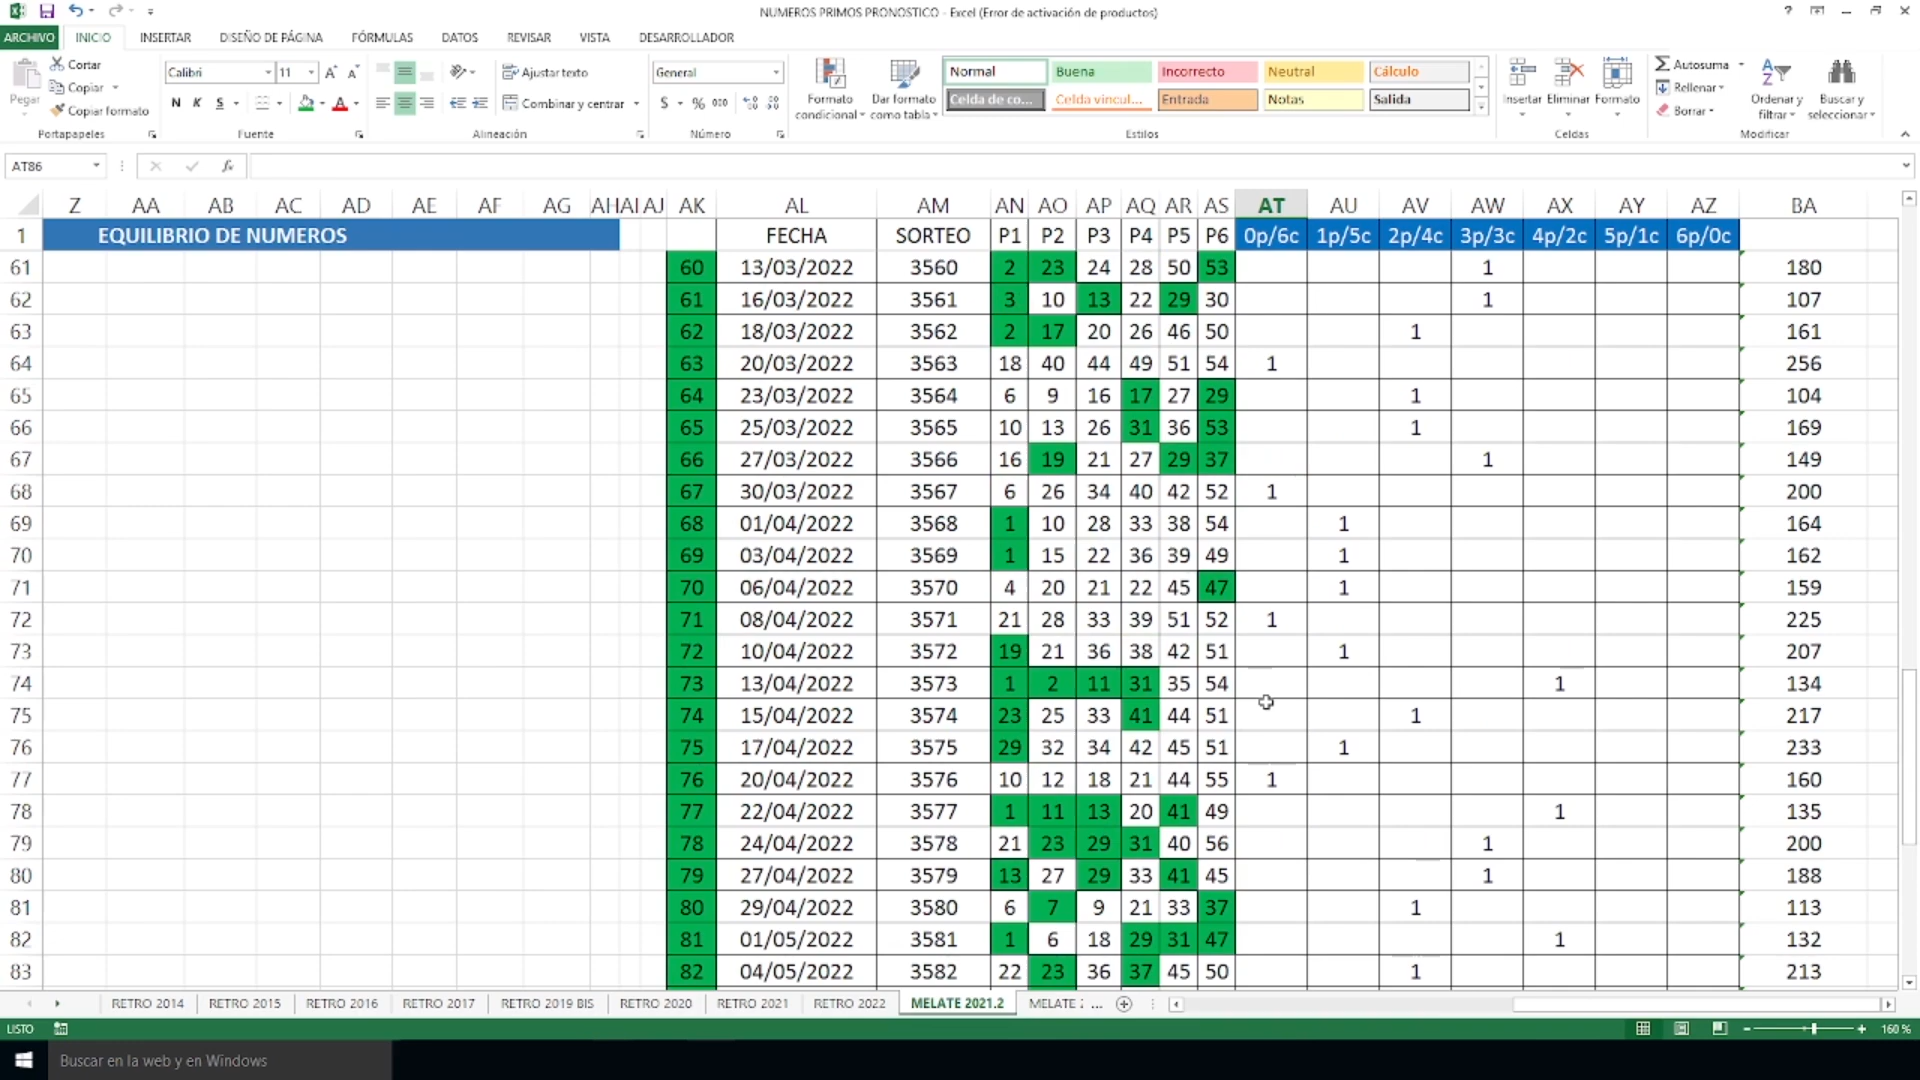 NUMEROS PRIMOS PRONOSTICO - Excel (Error de activación de productos)
ARCHIVO INICIO INSERTAR DISEÑO DE PÁGINA FÓRMULAS DATOS REVISAR VISTA DESARROLLADOR
Pegar Cortar Copiar Copiar formato Portapapeles
Calibri 11 N K S Fuente
Ajustar texto Combinar y centrar Alineación
General $ % 000 Número
Formato condicional Dar formato como tabla
Normal Buena Incorrecto Neutral Cálculo
Celda de co... Celda vincul... Entrada Notas Salida
Estilos
Insertar Eliminar Formato Celdas
Autosuma Rellenar Borrar Ordenar y filtrar Buscar y seleccionar Modificar
AT86 fx
Z AA AB AC AD AE AF AG AH AI AJ AK AL AM AN AO AP AQ AR AS AT AU AV AW AX AY AZ BA
1 EQUILIBRIO DE NUMEROS FECHA SORTEO P1 P2 P3 P4 P5 P6 0p/6c 1p/5c 2p/4c 3p/3c 4p/2c 5p/1c 6p/0c
61 60 13/03/2022 3560 2 23 24 28 50 53 1 180
62 61 16/03/2022 3561 3 10 13 22 29 30 1 107
63 62 18/03/2022 3562 2 17 20 26 46 50 1 161
64 63 20/03/2022 3563 18 40 44 49 51 54 1 256
65 64 23/03/2022 3564 6 9 16 17 27 29 1 104
66 65 25/03/2022 3565 10 13 26 31 36 53 1 169
67 66 27/03/2022 3566 16 19 21 27 29 37 1 149
68 67 30/03/2022 3567 6 26 34 40 42 52 1 200
69 68 01/04/2022 3568 1 10 28 33 38 54 1 164
70 69 03/04/2022 3569 1 15 22 36 39 49 1 162
71 70 06/04/2022 3570 4 20 21 22 45 47 1 159
72 71 08/04/2022 3571 21 28 33 39 51 52 1 225
73 72 10/04/2022 3572 19 21 36 38 42 51 1 207
74 73 13/04/2022 3573 1 2 11 31 35 54 1 134
75 74 15/04/2022 3574 23 25 33 41 44 51 1 217
76 75 17/04/2022 3575 29 32 34 42 45 51 1 233
77 76 20/04/2022 3576 10 12 18 21 44 55 1 160
78 77 22/04/2022 3577 1 11 13 20 41 49 1 135
79 78 24/04/2022 3578 21 23 29 31 40 56 1 200
80 79 27/04/2022 3579 13 27 29 33 41 45 1 188
81 80 29/04/2022 3580 6 7 9 21 33 37 1 113
82 81 01/05/2022 3581 1 6 18 29 31 47 1 132
83 82 04/05/2022 3582 22 23 36 37 45 50 1 213
RETRO 2014 RETRO 2015 RETRO 2016 RETRO 2017 RETRO 2019 BIS RETRO 2020 RETRO 2021 RETRO 2022 MELATE 2021.2 MELATE 2 ...
LISTO 160 %
Buscar en la web y en Windows